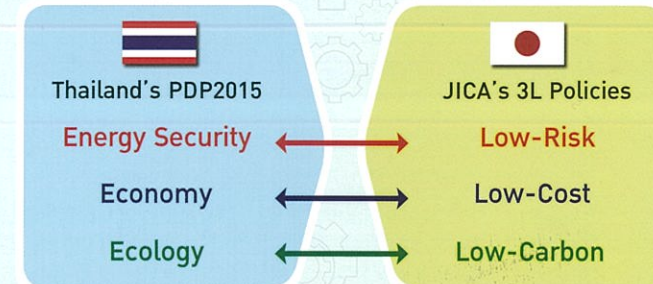 Thailand's PDP2015
JICA's 3L Policies
Energy Security
Low-Risk
Economy
Low-Cost
Ecology
Low-Carbon